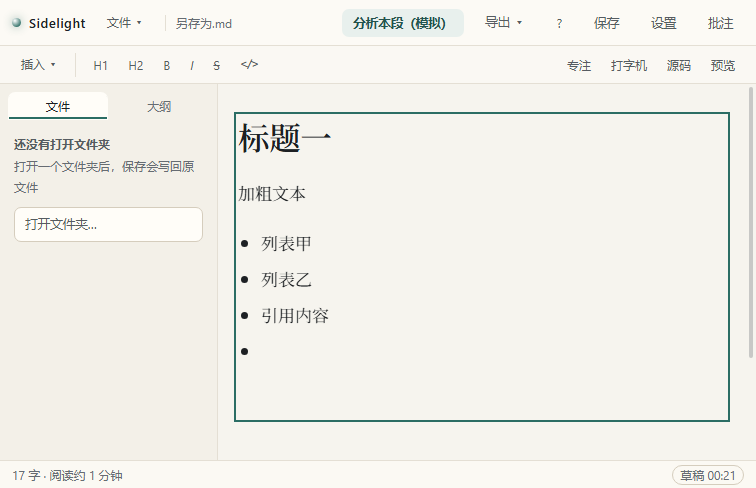 Sidelight 文件 另存为.md 分析本段（模拟） 导出 ? 保存 设置 批注
插入 H1 H2 B I S </> 专注 打字机 源码 预览
文件 大纲
还没有打开文件夹
打开一个文件夹后，保存会写回原
文件
打开文件夹...
标题一
加粗文本
列表甲
列表乙
引用内容
17 字 · 阅读约 1 分钟 草稿 00:21